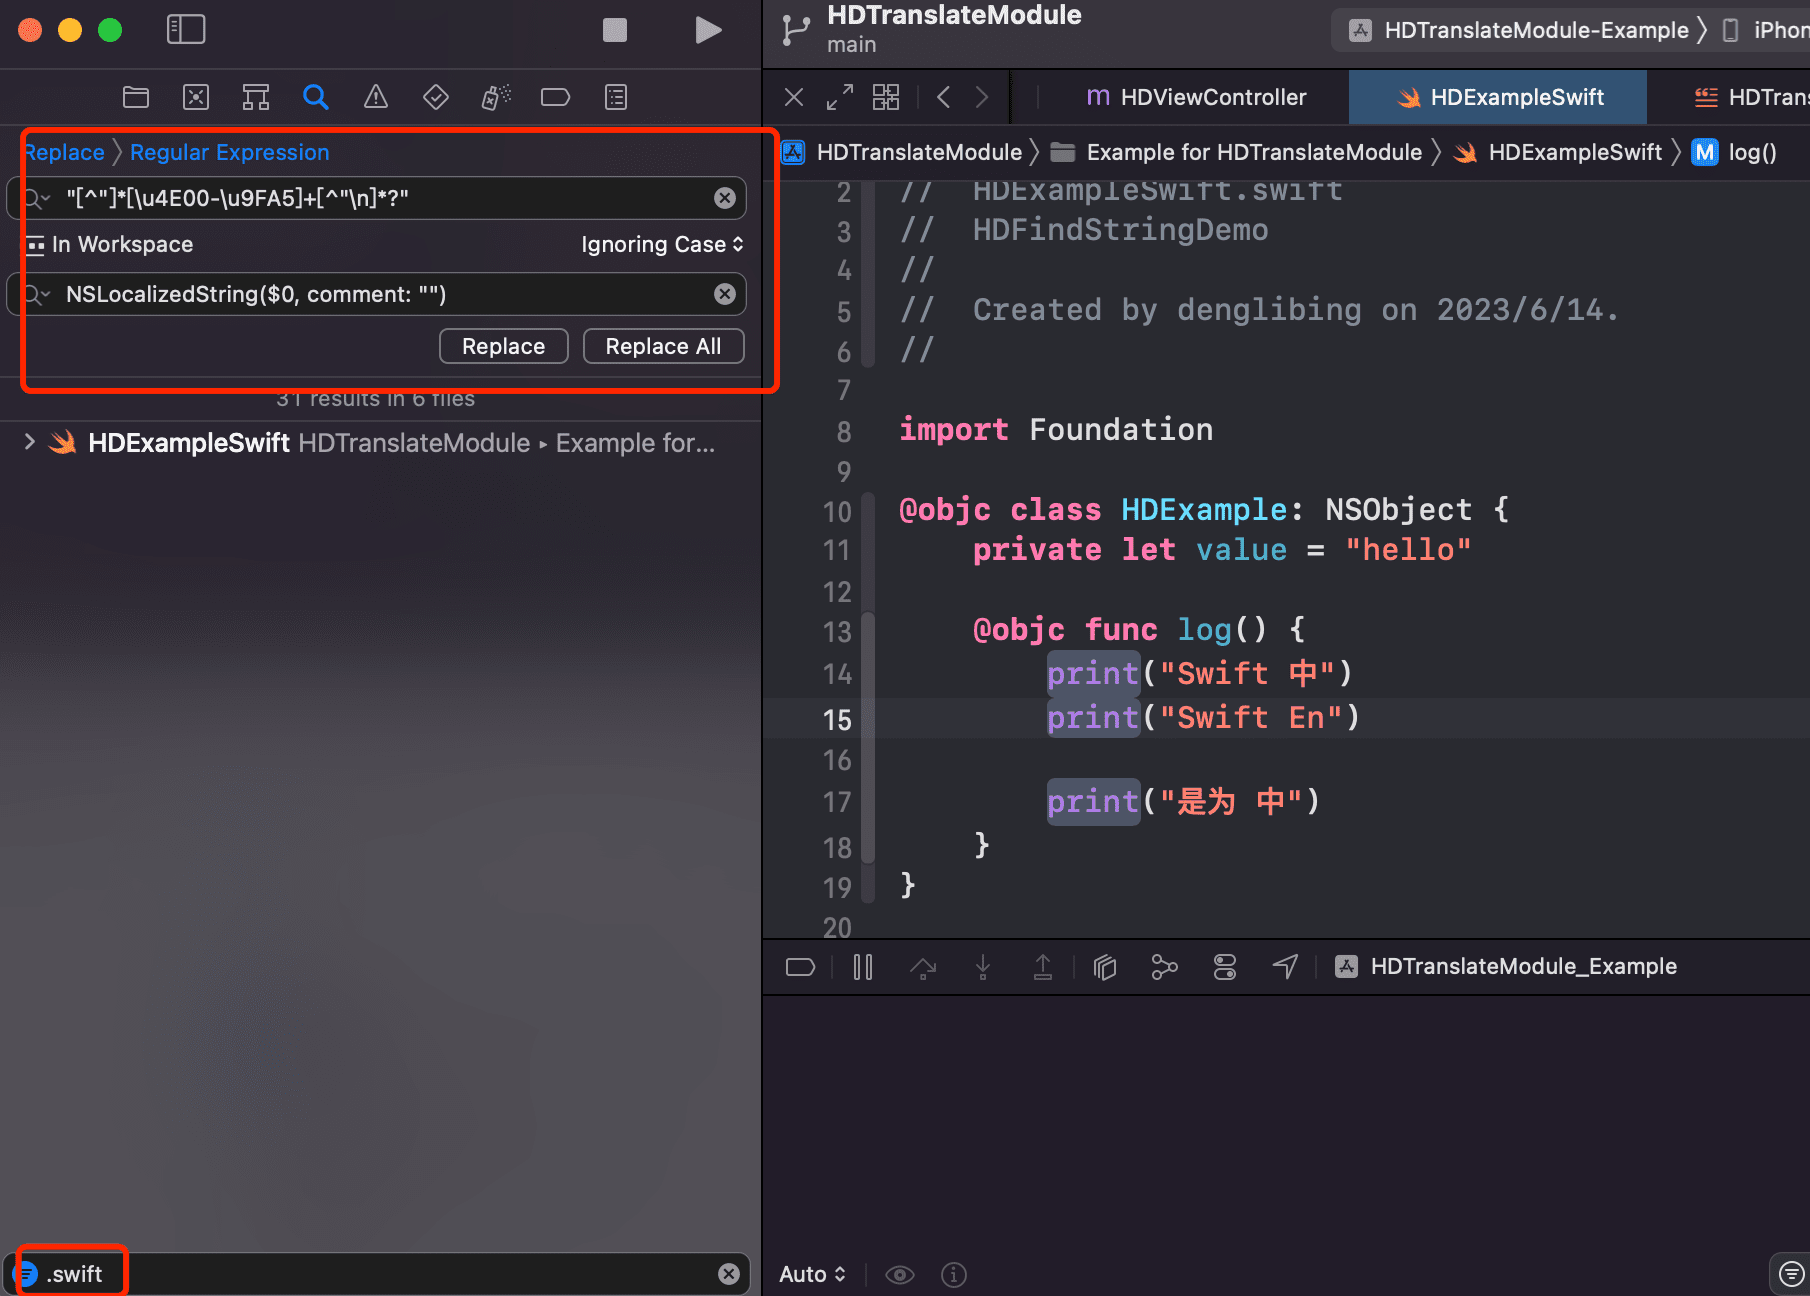 HDTranslateModule
main
HDTranslateModule-Example
iPhon
HDViewController
HDExampleSwift
HDTrans
Replace
Regular Expression
HDTranslateModule
Example for HDTranslateModule
HDExampleSwift
M log()
"[^"]*[\u4E00-\u9FA5]+[^"\n]*?"
In Workspace
Ignoring Case
NSLocalizedString($0, comment: "")
Replace
Replace All
31 results in 6 files
HDExampleSwift HDTranslateModule ▸ Example for...
2 // HDExampleSwift.swift
3 // HDFindStringDemo
4 //
5 // Created by denglibing on 2023/6/14.
6 //
7
8 import Foundation
9
10 @objc class HDExample: NSObject {
11 private let value = "hello"
12
13 @objc func log() {
14 print("Swift 中")
15 print("Swift En")
16
17 print("是为 中")
18 }
19 }
20
HDTranslateModule_Example
.swift
Auto